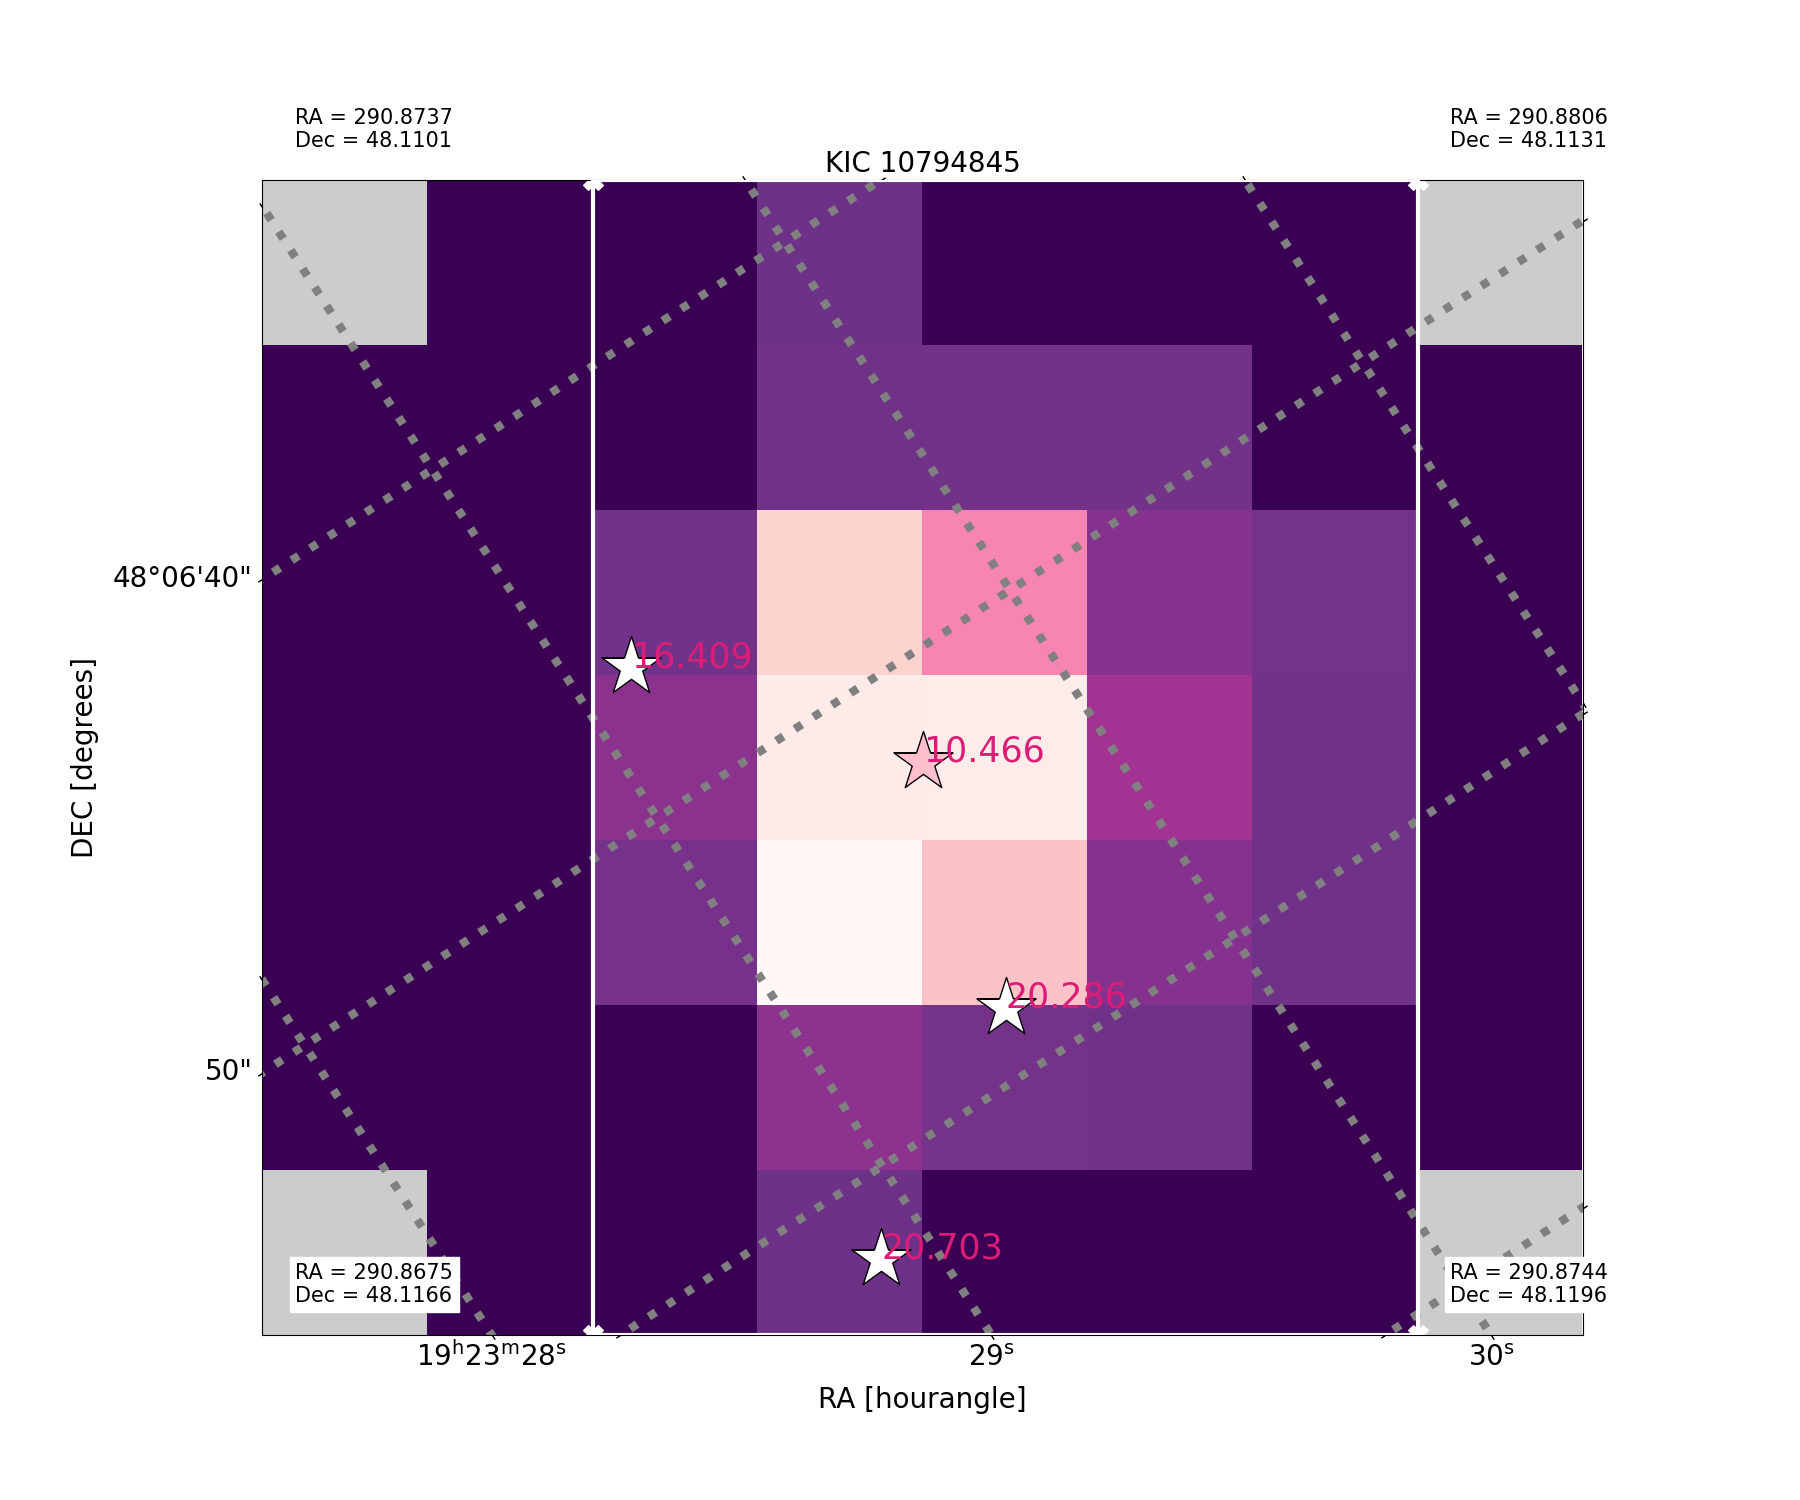 RA = 290.8737
Dec = 48.1101
RA = 290.8806
Dec = 48.1131
KIC 10794845
48°06'40"
16.409
10.466
DEC [degrees]
20.286
50"
20.703
RA = 290.8675
Dec = 48.1166
RA = 290.8744
Dec = 48.1196
19ʰ23ᵐ28ˢ
29ˢ
30ˢ
RA [hourangle]